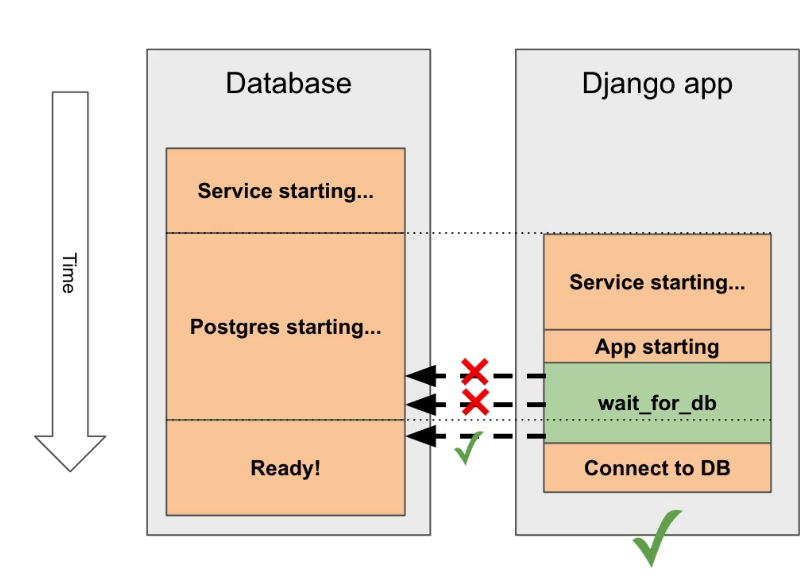 Database
Django app
Time
Service starting...
Postgres starting...
Ready!
Service starting...
App starting
wait_for_db
Connect to DB